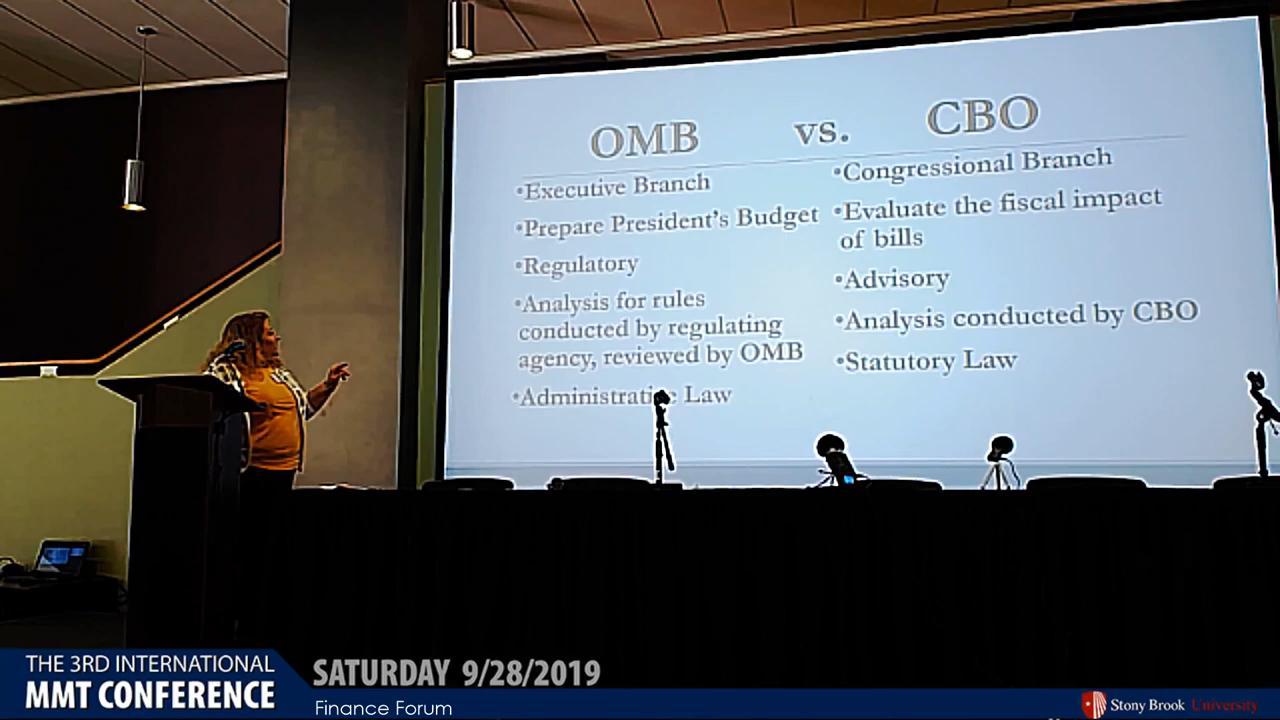 OMB vs. CBO
•Executive Branch
•Prepare President's Budget
•Regulatory
•Analysis for rules
conducted by regulating
agency, reviewed by OMB
•Administrative Law
•Congressional Branch
•Evaluate the fiscal impact
of bills
•Advisory
•Analysis conducted by CBO
•Statutory Law
THE 3RD INTERNATIONAL
MMT CONFERENCE
SATURDAY 9/28/2019
Finance Forum
Stony Brook University